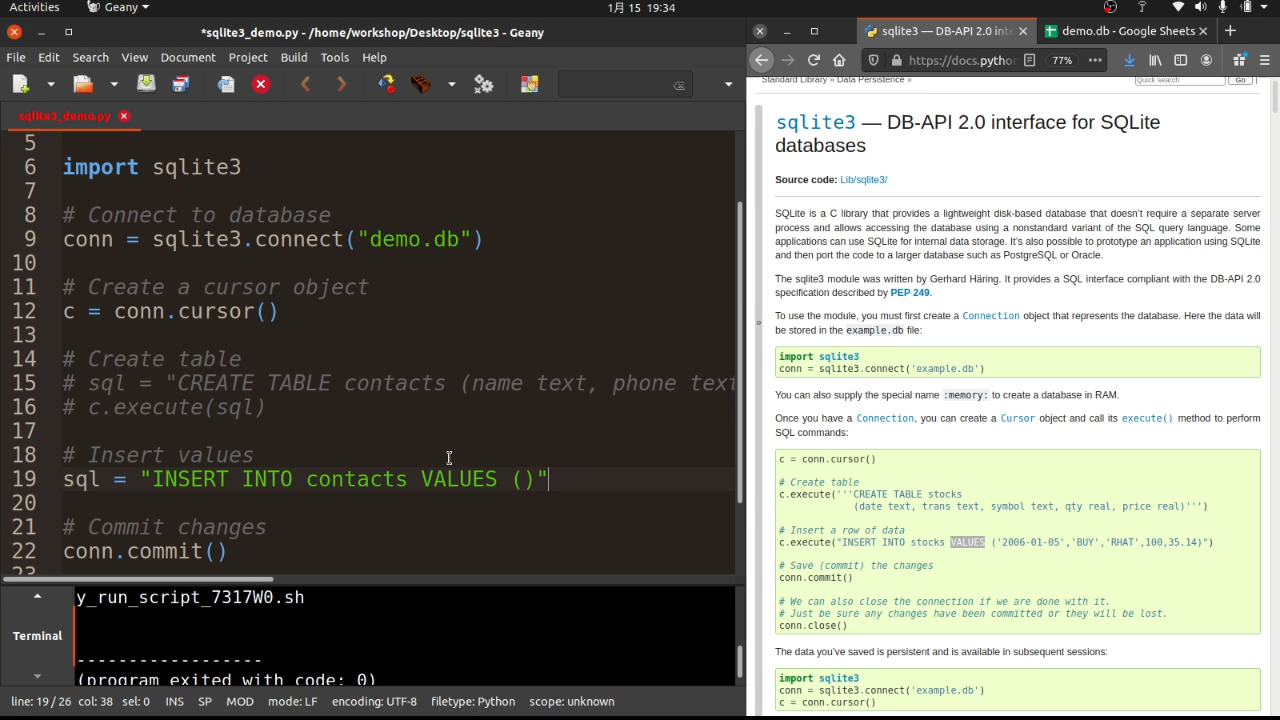 Activities
Geany
1月 15 19:34
*sqlite3_demo.py - /home/workshop/Desktop/sqlite3 - Geany
File Edit Search View Document Project Build Tools Help
sqlite3_demo.py
5
6 import sqlite3
7
8 # Connect to database
9 conn = sqlite3.connect("demo.db")
10
11 # Create a cursor object
12 c = conn.cursor()
13
14 # Create table
15 # sql = "CREATE TABLE contacts (name text, phone text
16 # c.execute(sql)
17
18 # Insert values
19 sql = "INSERT INTO contacts VALUES ()"
20
21 # Commit changes
22 conn.commit()
23
Terminal
y_run_script_7317W0.sh
------------------
(program exited with code: 0)
line: 19 / 26 col: 38 sel: 0 INS SP MOD mode: LF encoding: UTF-8 filetype: Python scope: unknown
sqlite3 — DB-API 2.0 inte
demo.db - Google Sheets
https://docs.pytho
77%
Standard Library » Data Persistence »
Quick search
Go
sqlite3 — DB-API 2.0 interface for SQLite
databases
Source code: Lib/sqlite3/
SQLite is a C library that provides a lightweight disk-based database that doesn't require a separate server
process and allows accessing the database using a nonstandard variant of the SQL query language. Some
applications can use SQLite for internal data storage. It's also possible to prototype an application using SQLite
and then port the code to a larger database such as PostgreSQL or Oracle.
The sqlite3 module was written by Gerhard Häring. It provides a SQL interface compliant with the DB-API 2.0
specification described by PEP 249.
To use the module, you must first create a Connection object that represents the database. Here the data will
be stored in the example.db file:
import sqlite3
conn = sqlite3.connect('example.db')
You can also supply the special name :memory: to create a database in RAM.
Once you have a Connection, you can create a Cursor object and call its execute() method to perform
SQL commands:
c = conn.cursor()
# Create table
c.execute('''CREATE TABLE stocks
(date text, trans text, symbol text, qty real, price real)''')
# Insert a row of data
c.execute("INSERT INTO stocks VALUES ('2006-01-05','BUY','RHAT',100,35.14)")
# Save (commit) the changes
conn.commit()
# We can also close the connection if we are done with it.
# Just be sure any changes have been committed or they will be lost.
conn.close()
The data you've saved is persistent and is available in subsequent sessions:
import sqlite3
conn = sqlite3.connect('example.db')
c = conn.cursor()